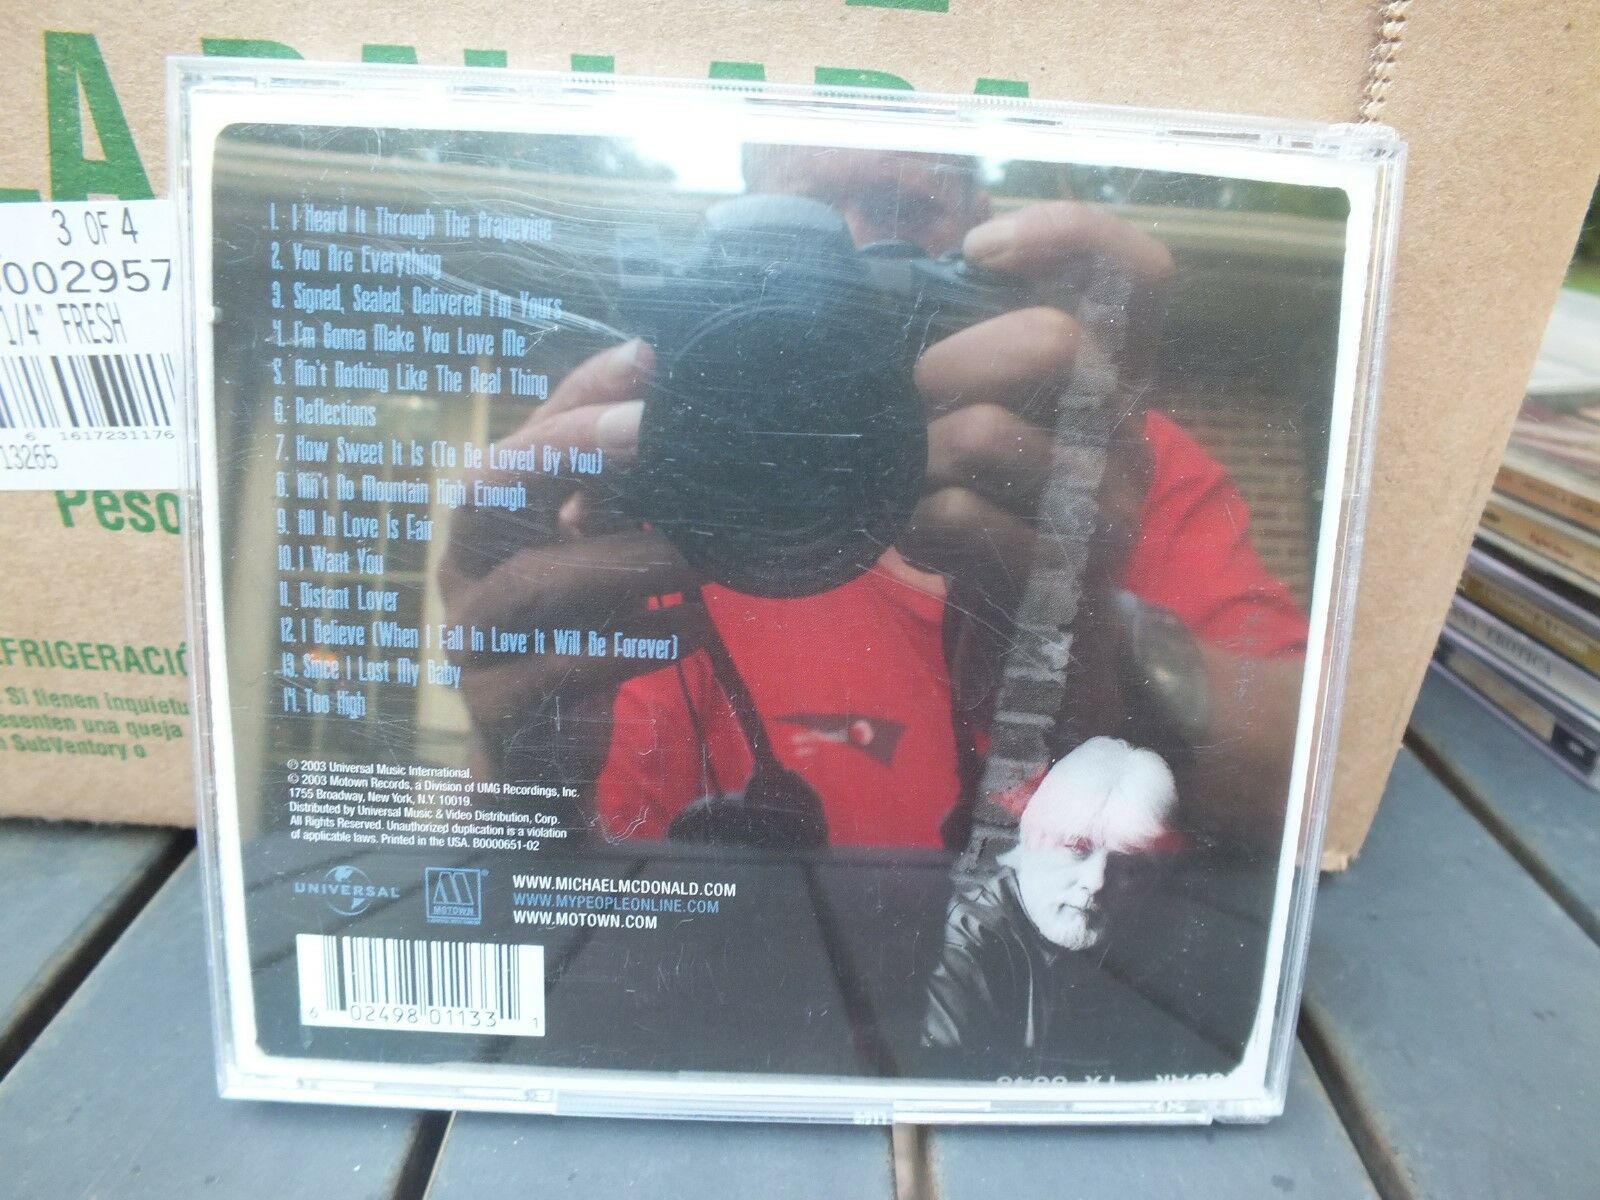 LA BALLARA
3 OF 4
002957
1/4" FRESH
6 1617231176
13265
Peso
EFRIGERACIÓ
. Si tienen inquietu
esenten una queja
n SubVentory o
1. I Heard It Through The Grapevine
2. You Are Everything
3. Signed, Sealed, Delivered I'm Yours
4. I'm Gonna Make You Love Me
5. Ain't Nothing Like The Real Thing
6. Reflections
7. How Sweet It Is (To Be Loved By You)
8. Ain't No Mountain High Enough
9. All In Love Is Fair
10. I Want You
11. Distant Lover
12. I Believe (When I Fall In Love It Will Be Forever)
13. Since I Lost My Baby
14. Too High
℗ 2003 Universal Music International.
© 2003 Motown Records, a Division of UMG Recordings, Inc.
1755 Broadway, New York, N.Y. 10019.
Distributed by Universal Music & Video Distribution, Corp.
All Rights Reserved. Unauthorized duplication is a violation
of applicable laws. Printed in the USA. B0000651-02
UNIVERSAL
M
MOTOWN
®
WWW.MICHAELMCDONALD.COM
WWW.MYPEOPLEONLINE.COM
WWW.MOTOWN.COM
6 02498 01133 1